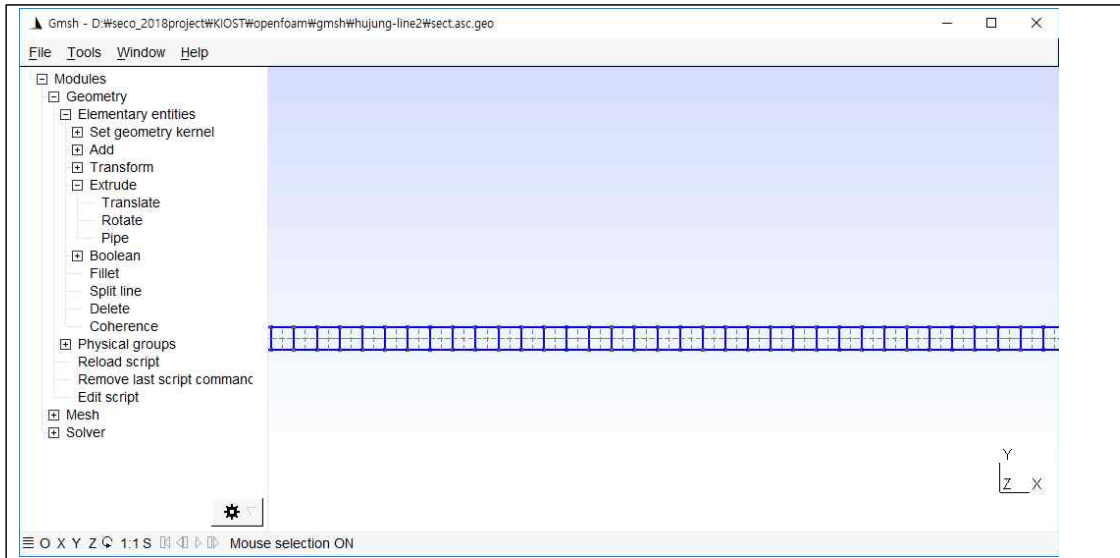 Gmsh - D:₩seco_2018project₩KIOST₩openfoam₩gmsh₩hujung-line2₩sect.asc.geo
File Tools Window Help
Modules
Geometry
Elementary entities
Set geometry kernel
Add
Transform
Extrude
Translate
Rotate
Pipe
Boolean
Fillet
Split line
Delete
Coherence
Physical groups
Reload script
Remove last script commanc
Edit script
Mesh
Solver
Y
Z X
O X Y Z 1:1 S Mouse selection ON